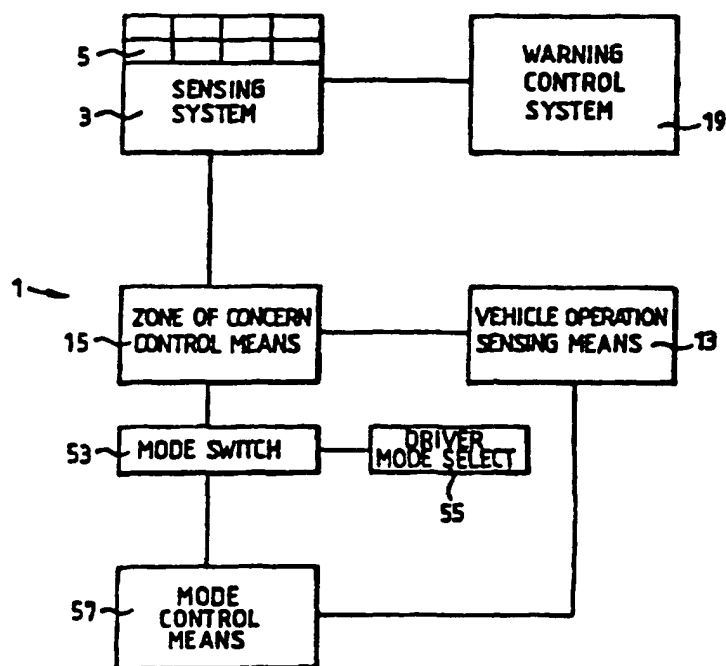 5
SENSING
SYSTEM
3
WARNING
CONTROL
SYSTEM
19
1
ZONE OF CONCERN
CONTROL MEANS
15
VEHICLE OPERATION
SENSING MEANS
13
53
MODE SWITCH
DRIVER
MODE SELECT
55
57
MODE
CONTROL
MEANS